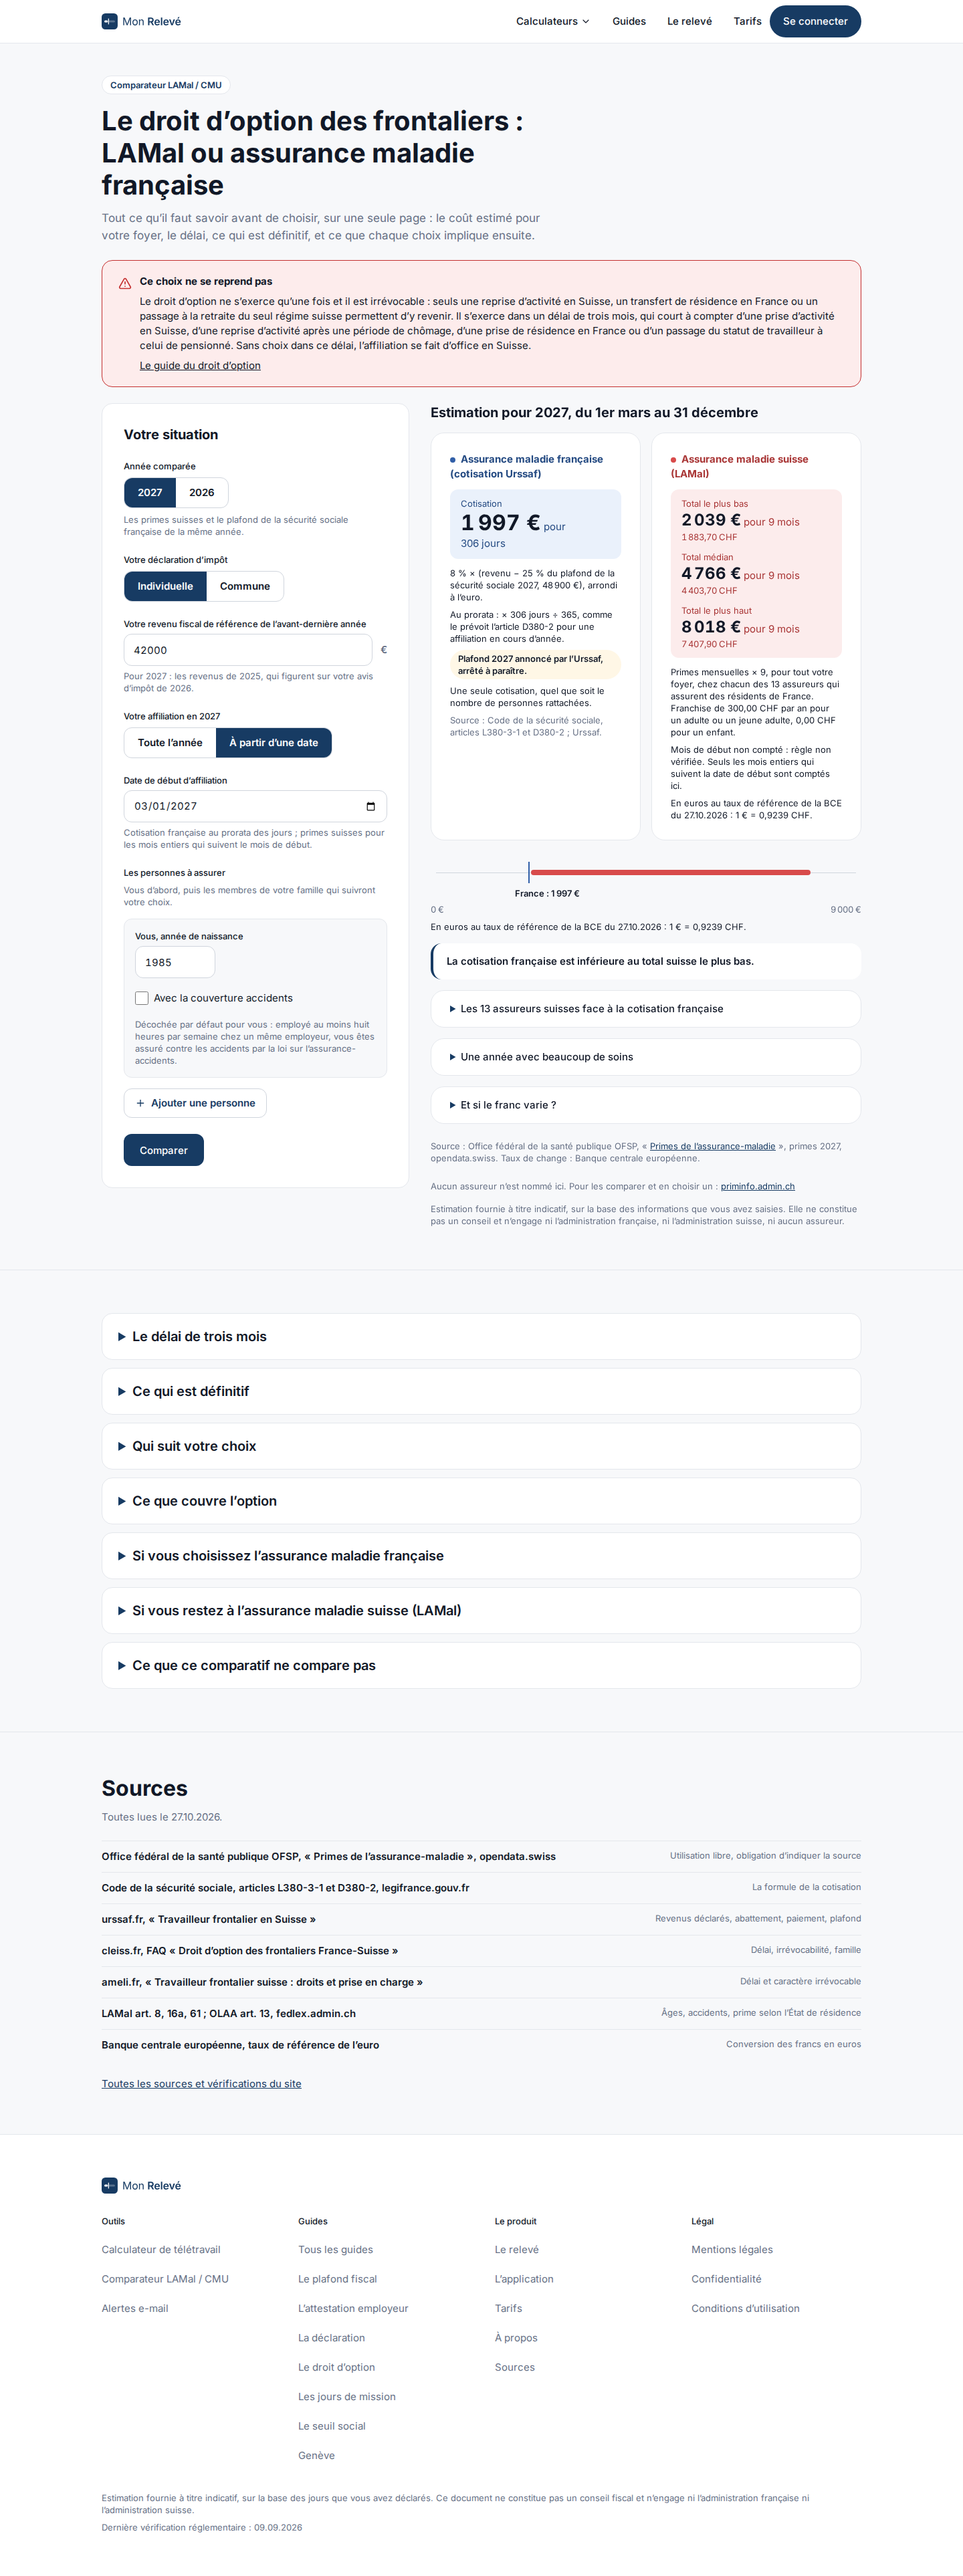 Mon Relevé
Calculateurs
Guides
Le relevé
Tarifs
Se connecter
Comparateur LAMal / CMU
Le droit d’option des frontaliers :
LAMal ou assurance maladie
française
Tout ce qu’il faut savoir avant de choisir, sur une seule page : le coût estimé pour
votre foyer, le délai, ce qui est définitif, et ce que chaque choix implique ensuite.
Ce choix ne se reprend pas
Le droit d’option ne s’exerce qu’une fois et il est irrévocable : seuls une reprise d’activité en Suisse, un transfert de résidence en France ou un
passage à la retraite du seul régime suisse permettent d’y revenir. Il s’exerce dans un délai de trois mois, qui court à compter d’une prise d’activité
en Suisse, d’une reprise d’activité après une période de chômage, d’une prise de résidence en France ou d’un passage du statut de travailleur à
celui de pensionné. Sans choix dans ce délai, l’affiliation se fait d’office en Suisse.
Le guide du droit d’option
Votre situation
Année comparée
2027
2026
Les primes suisses et le plafond de la sécurité sociale
française de la même année.
Votre déclaration d’impôt
Individuelle
Commune
Votre revenu fiscal de référence de l’avant-dernière année
42000
€
Pour 2027 : les revenus de 2025, qui figurent sur votre avis
d’impôt de 2026.
Votre affiliation en 2027
Toute l’année
À partir d’une date
Date de début d’affiliation
03/01/2027
Cotisation française au prorata des jours ; primes suisses pour
les mois entiers qui suivent le mois de début.
Les personnes à assurer
Vous d’abord, puis les membres de votre famille qui suivront
votre choix.
Vous, année de naissance
1985
Avec la couverture accidents
Décochée par défaut pour vous : employé au moins huit
heures par semaine chez un même employeur, vous êtes
assuré contre les accidents par la loi sur l’assurance-
accidents.
Ajouter une personne
Comparer
Estimation pour 2027, du 1er mars au 31 décembre
Assurance maladie française
(cotisation Urssaf)
Cotisation
1 997 € pour
306 jours
8 % × (revenu − 25 % du plafond de la
sécurité sociale 2027, 48 900 €), arrondi
à l’euro.
Au prorata : × 306 jours ÷ 365, comme
le prévoit l’article D380-2 pour une
affiliation en cours d’année.
Plafond 2027 annoncé par l’Urssaf,
arrêté à paraître.
Une seule cotisation, quel que soit le
nombre de personnes rattachées.
Source : Code de la sécurité sociale,
articles L380-3-1 et D380-2 ; Urssaf.
Assurance maladie suisse
(LAMal)
Total le plus bas
2 039 € pour 9 mois
1 883,70 CHF
Total médian
4 766 € pour 9 mois
4 403,70 CHF
Total le plus haut
8 018 € pour 9 mois
7 407,90 CHF
Primes mensuelles × 9, pour tout votre
foyer, chez chacun des 13 assureurs qui
assurent des résidents de France.
Franchise de 300,00 CHF par an pour
un adulte ou un jeune adulte, 0,00 CHF
pour un enfant.
Mois de début non compté : règle non
vérifiée. Seuls les mois entiers qui
suivent la date de début sont comptés
ici.
En euros au taux de référence de la BCE
du 27.10.2026 : 1 € = 0,9239 CHF.
France : 1 997 €
0 €
9 000 €
En euros au taux de référence de la BCE du 27.10.2026 : 1 € = 0,9239 CHF.
La cotisation française est inférieure au total suisse le plus bas.
Les 13 assureurs suisses face à la cotisation française
Une année avec beaucoup de soins
Et si le franc varie ?
Source : Office fédéral de la santé publique OFSP, « Primes de l’assurance-maladie », primes 2027,
opendata.swiss. Taux de change : Banque centrale européenne.
Aucun assureur n’est nommé ici. Pour les comparer et en choisir un : priminfo.admin.ch
Estimation fournie à titre indicatif, sur la base des informations que vous avez saisies. Elle ne constitue
pas un conseil et n’engage ni l’administration française, ni l’administration suisse, ni aucun assureur.
Le délai de trois mois
Ce qui est définitif
Qui suit votre choix
Ce que couvre l’option
Si vous choisissez l’assurance maladie française
Si vous restez à l’assurance maladie suisse (LAMal)
Ce que ce comparatif ne compare pas
Sources
Toutes lues le 27.10.2026.
Office fédéral de la santé publique OFSP, « Primes de l’assurance-maladie », opendata.swiss
Utilisation libre, obligation d’indiquer la source
Code de la sécurité sociale, articles L380-3-1 et D380-2, legifrance.gouv.fr
La formule de la cotisation
urssaf.fr, « Travailleur frontalier en Suisse »
Revenus déclarés, abattement, paiement, plafond
cleiss.fr, FAQ « Droit d’option des frontaliers France-Suisse »
Délai, irrévocabilité, famille
ameli.fr, « Travailleur frontalier suisse : droits et prise en charge »
Délai et caractère irrévocable
LAMal art. 8, 16a, 61 ; OLAA art. 13, fedlex.admin.ch
Âges, accidents, prime selon l’État de résidence
Banque centrale européenne, taux de référence de l’euro
Conversion des francs en euros
Toutes les sources et vérifications du site
Mon Relevé
Outils
Calculateur de télétravail
Comparateur LAMal / CMU
Alertes e-mail
Guides
Tous les guides
Le plafond fiscal
L’attestation employeur
La déclaration
Le droit d’option
Les jours de mission
Le seuil social
Genève
Le produit
Le relevé
L’application
Tarifs
À propos
Sources
Légal
Mentions légales
Confidentialité
Conditions d’utilisation
Estimation fournie à titre indicatif, sur la base des jours que vous avez déclarés. Ce document ne constitue pas un conseil fiscal et n’engage ni l’administration française ni
l’administration suisse.
Dernière vérification réglementaire : 09.09.2026